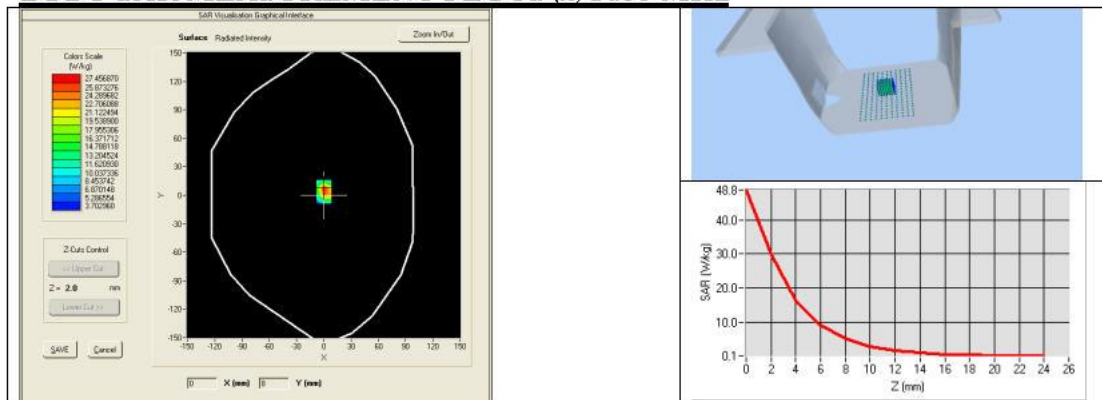 SAR Visualisation Graphical Interface
Surface Radiated Intensity
Zoom In/Out
Colors Scale
(W/kg)
27.456870
25.873276
24.289682
22.706088
21.122494
19.538900
17.955306
16.371712
14.788118
13.204524
11.620930
10.037336
8.453742
6.870148
5.286554
3.702960
Z-Cuts Control
<< Upper Cut
Z = 2.0 mm
Lower Cut >>
SAVE
Cancel
150
120
90
60
30
0
-30
-60
-90
-120
-150
Y
-150 -120 -90 -60 -30 0 30 60 90 120 150
X
0 X (mm) 0 Y (mm)
48.8
40.0
30.0
20.0
10.0
0.1
SAR (W/kg)
0 2 4 6 8 10 12 14 16 18 20 22 24 26
Z (mm)